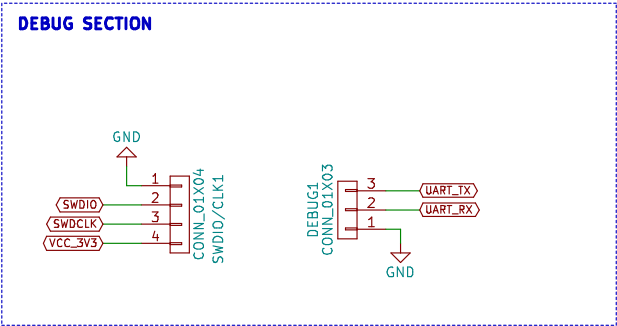 DEBUG SECTION
GND
1
SWDIO 2
SWDCLK 3
VCC_3V3 4
CONN_01X04
SWDIO/CLK1
DEBUG1
CONN_01X03
3 UART_TX
2 UART_RX
1
GND